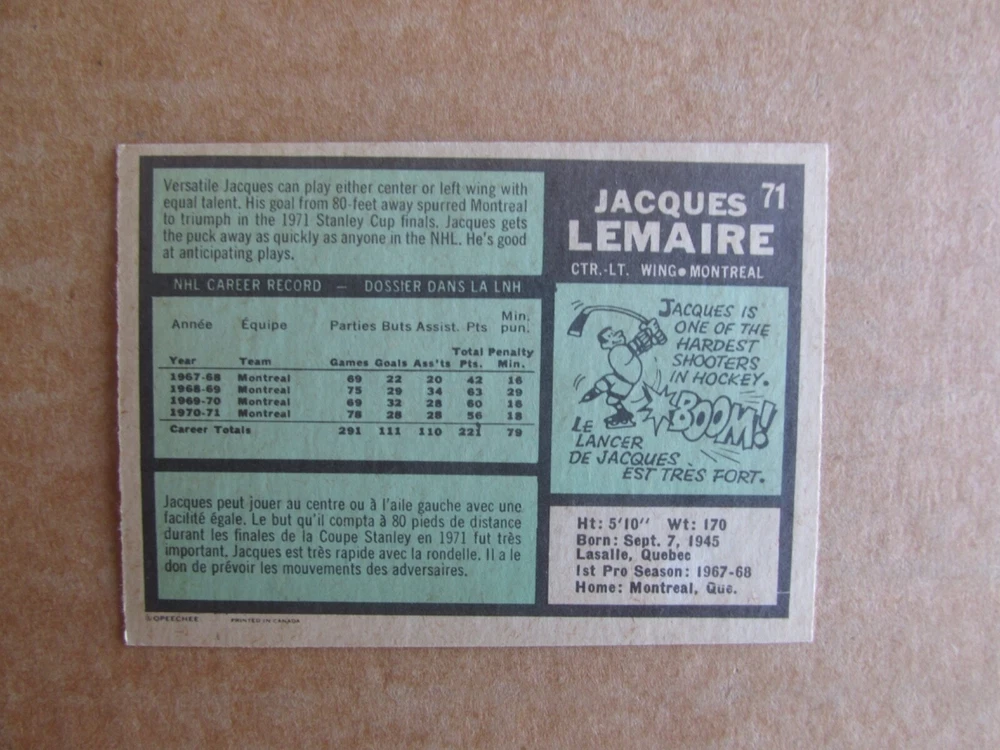 Versatile Jacques can play either center or left wing with
equal talent. His goal from 80-feet away spurred Montreal
to triumph in the 1971 Stanley Cup finals. Jacques gets
the puck away as quickly as anyone in the NHL. He's good
at anticipating plays.
NHL CAREER RECORD — DOSSIER DANS LA LNH
Année Équipe Parties Buts Assist. Pts Min. pun.
Year Team Games Goals Ass'ts Total Pts. Penalty Min.
1967-68 Montreal 69 22 20 42 16
1968-69 Montreal 75 29 34 63 29
1969-70 Montreal 69 32 28 60 16
1970-71 Montreal 78 28 28 56 18
Career Totals 291 111 110 221 79
Jacques peut jouer au centre ou à l'aile gauche avec une
facilité égale. Le but qu'il compta à 80 pieds de distance
durant les finales de la Coupe Stanley en 1971 fut très
important. Jacques est très rapide avec la rondelle. Il a le
don de prévoir les mouvements des adversaires.
©OPEECHEE PRINTED IN CANADA
71
JACQUES
LEMAIRE
CTR.-LT. WING●MONTREAL
JACQUES IS
ONE OF THE
HARDEST
SHOOTERS
IN HOCKEY.
BOOM!
LE
LANCER
DE JACQUES
EST TRÈS FORT.
Ht: 5'10" Wt: 170
Born: Sept. 7, 1945
Lasalle, Quebec
1st Pro Season: 1967-68
Home: Montreal, Que.